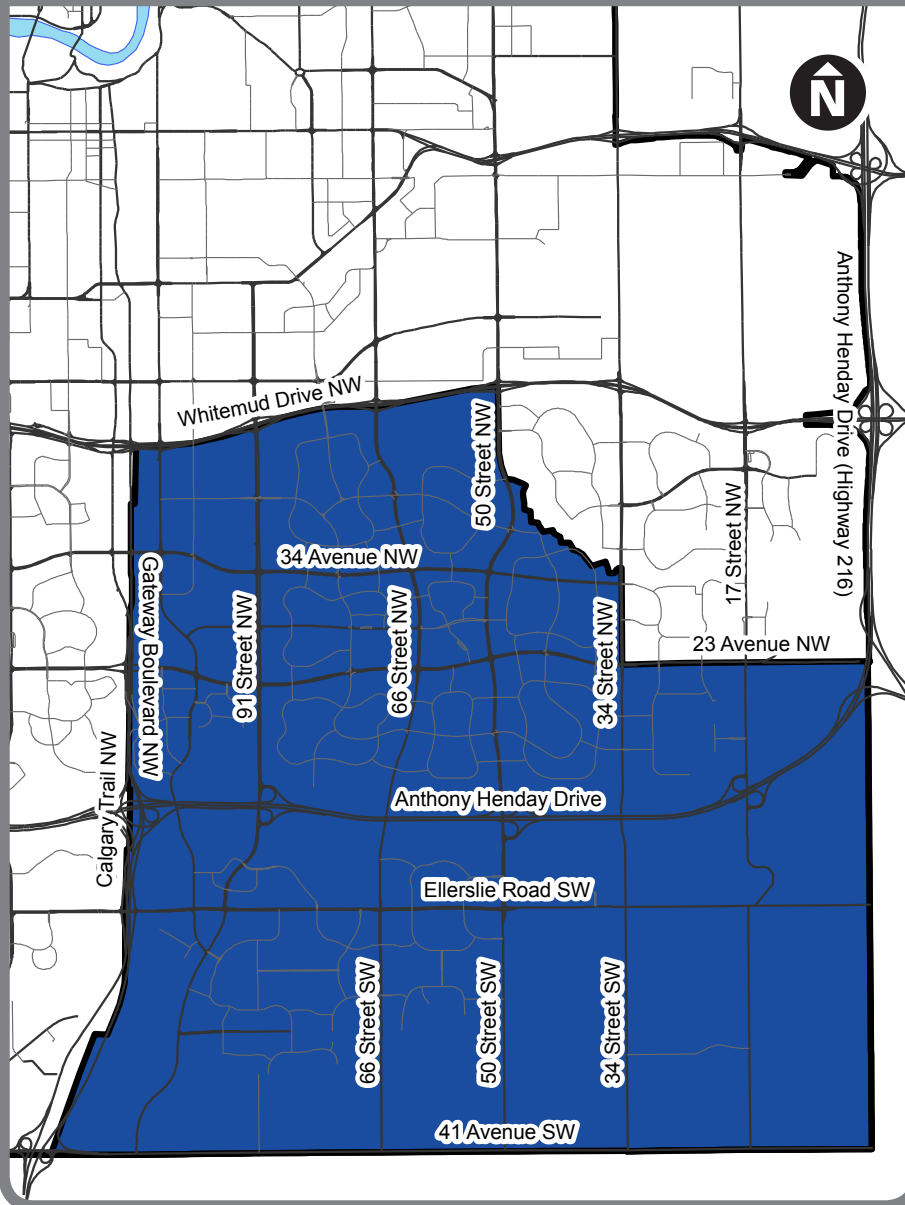 N
Anthony Henday Drive (Highway 216)
Whitemud Drive NW
50 Street NW
17 Street NW
34 Avenue NW
Gateway Boulevard NW
91 Street NW
66 Street NW
34 Street NW
23 Avenue NW
Calgary Trail NW
Anthony Henday Drive
Ellerslie Road SW
66 Street SW
50 Street SW
34 Street SW
41 Avenue SW